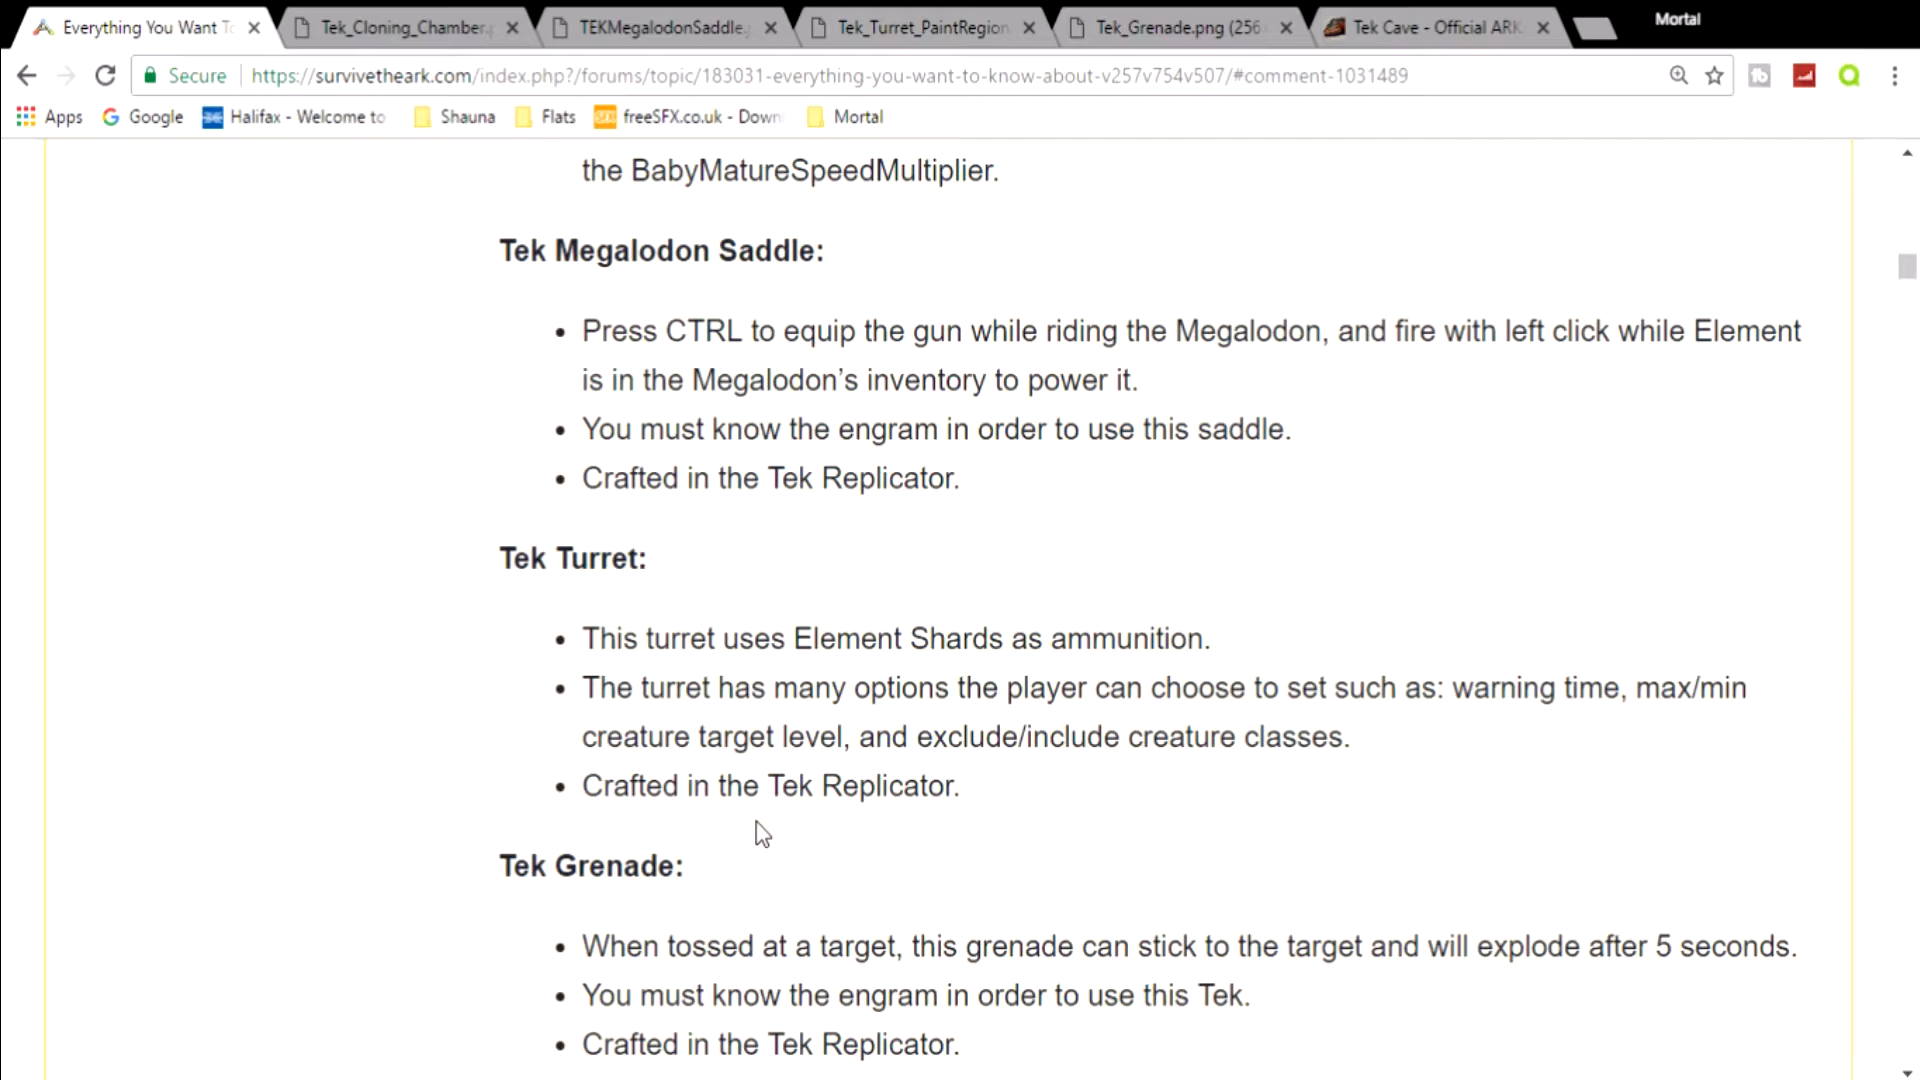 Everything You Want To
Tek_Cloning_Chamber.p
TEKMegalodonSaddle.
Tek_Turret_PaintRegion
Tek_Grenade.png (256
Tek Cave - Official ARK
Mortal
Secure
https://survivetheark.com/index.php?/forums/topic/183031-everything-you-want-to-know-about-v257v754v507/#comment-1031489
Apps
Google
Halifax - Welcome to
Shauna
Flats
freeSFX.co.uk - Down
Mortal
the BabyMatureSpeedMultiplier.
Tek Megalodon Saddle:
• Press CTRL to equip the gun while riding the Megalodon, and fire with left click while Element
is in the Megalodon’s inventory to power it.
• You must know the engram in order to use this saddle.
• Crafted in the Tek Replicator.
Tek Turret:
• This turret uses Element Shards as ammunition.
• The turret has many options the player can choose to set such as: warning time, max/min
creature target level, and exclude/include creature classes.
• Crafted in the Tek Replicator.
Tek Grenade:
• When tossed at a target, this grenade can stick to the target and will explode after 5 seconds.
• You must know the engram in order to use this Tek.
• Crafted in the Tek Replicator.